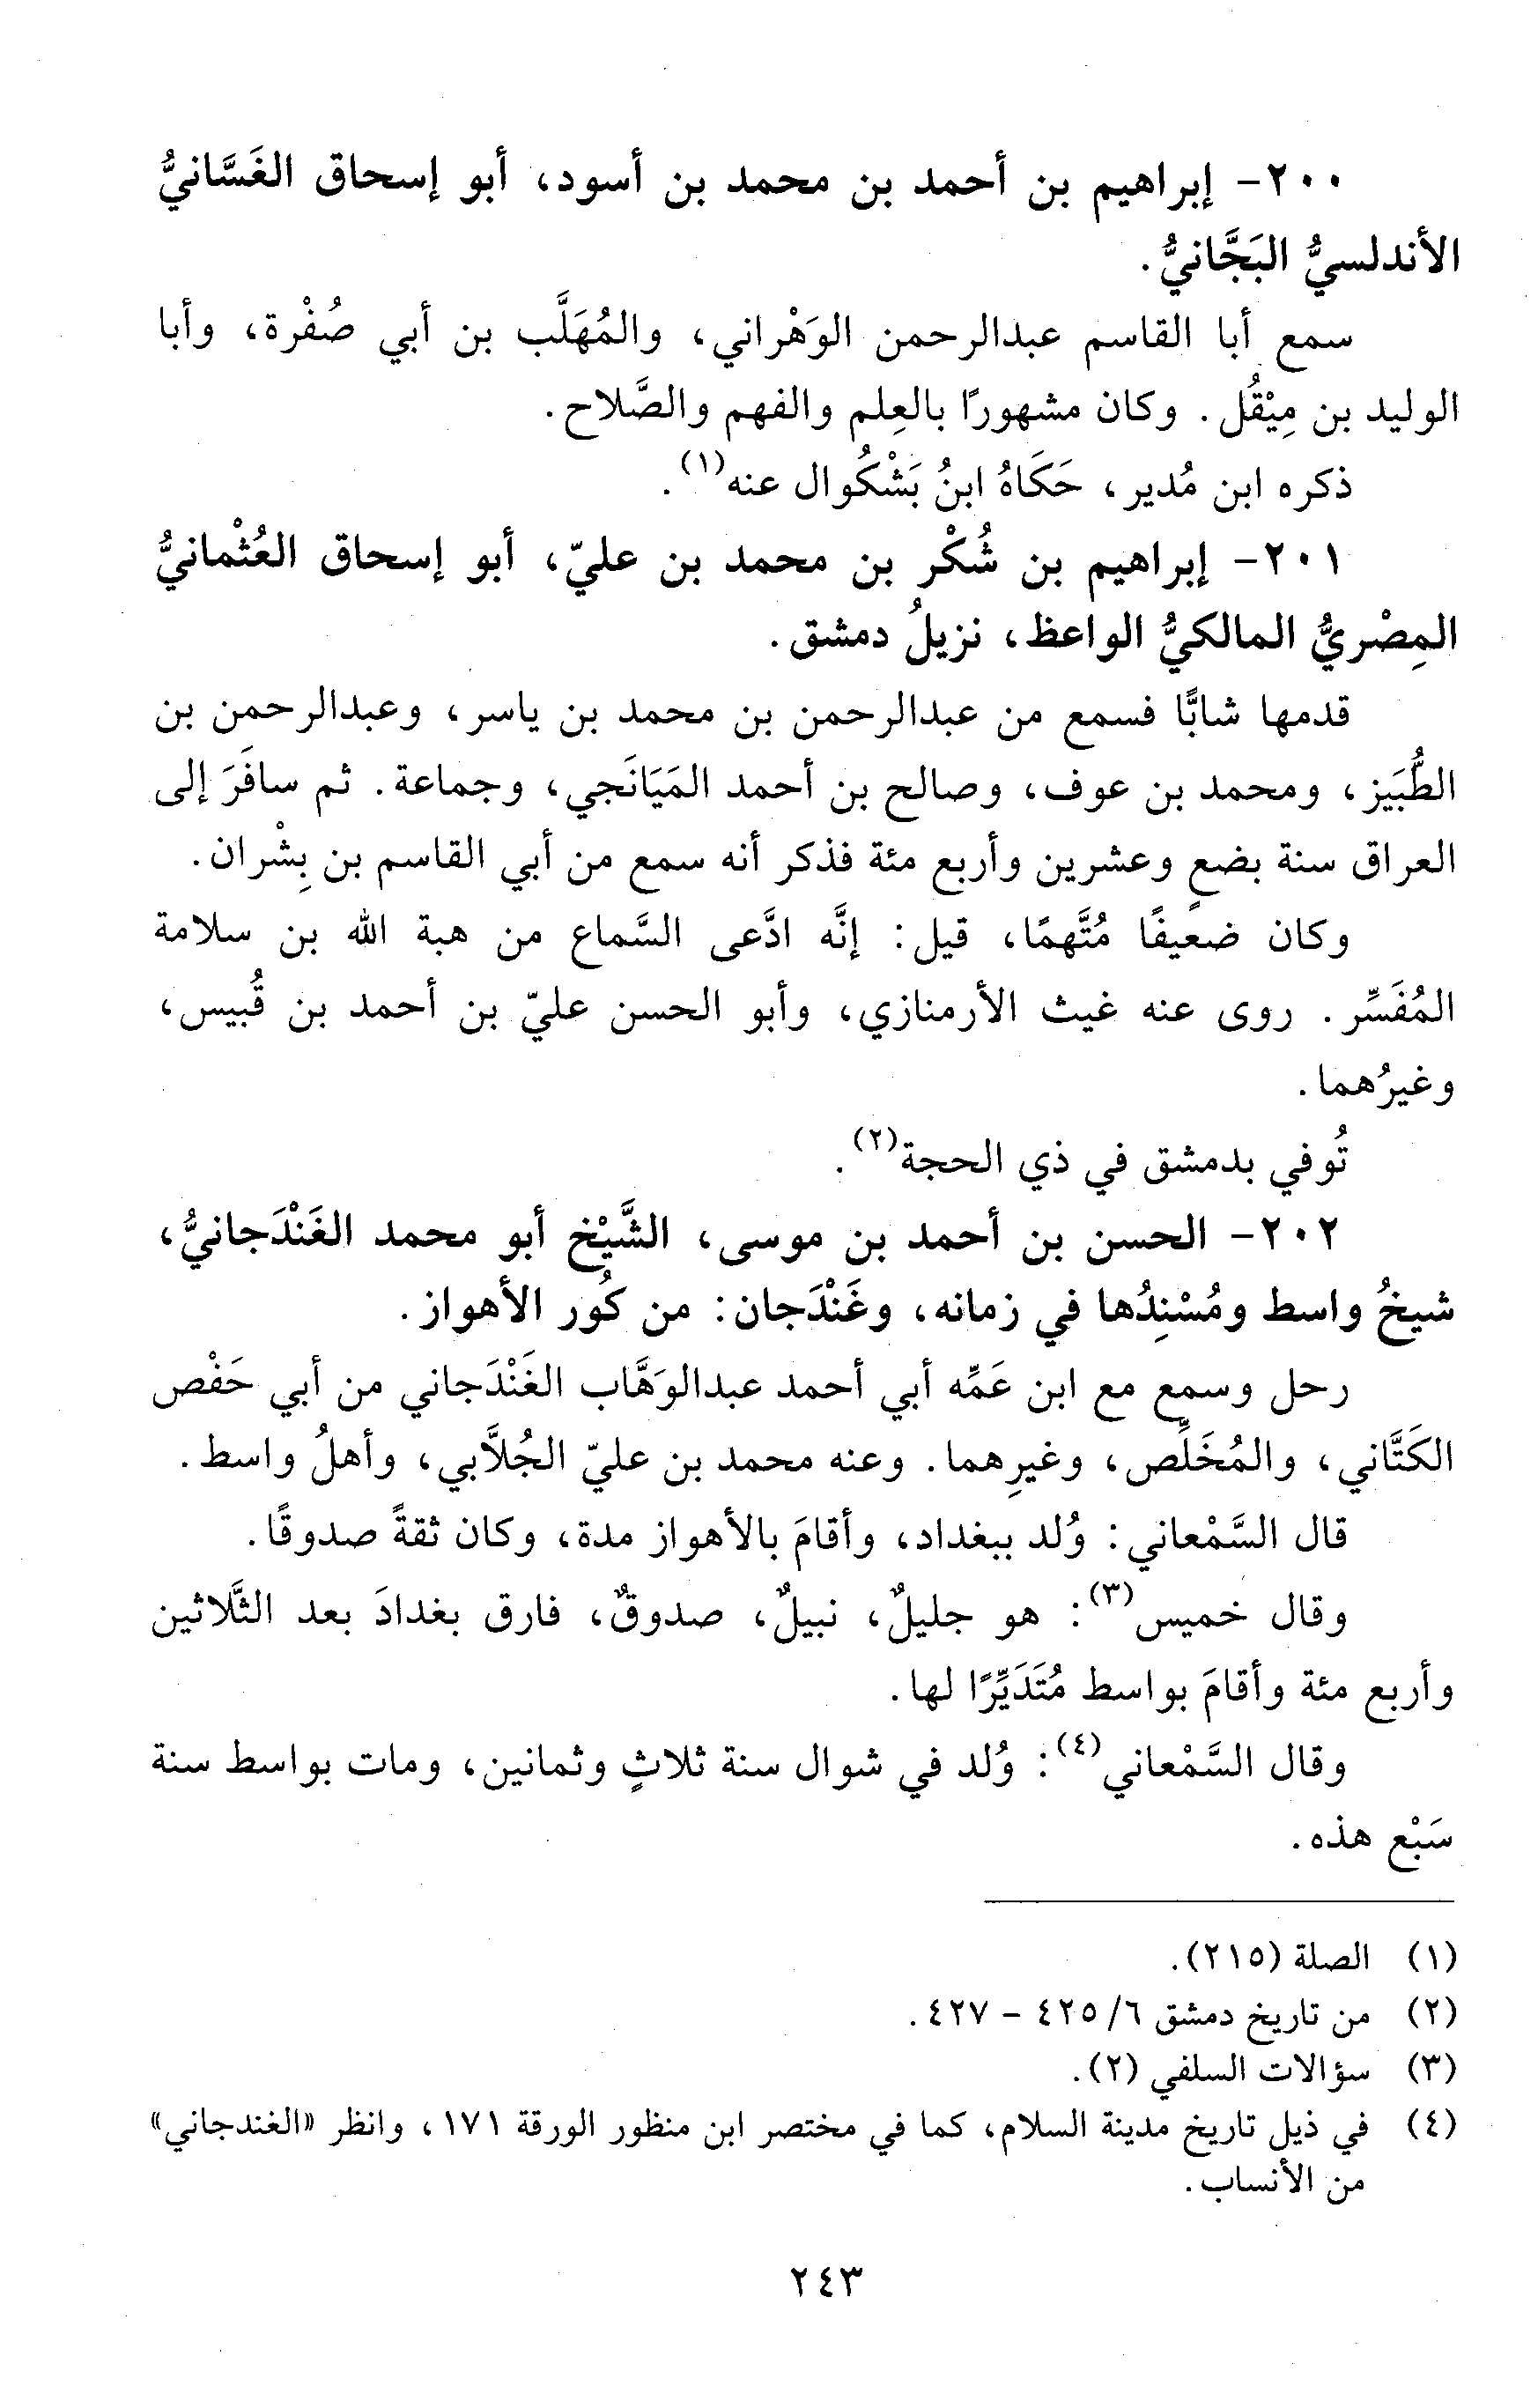 ٢٠٠- إبراهيم بن أحمد بن محمد بن أسود، أبو إسحاق الغَسَّانيُّ
الأندلسيُّ البَجَّانيُّ.
سمع أبا القاسم عبدالرحمن الوَهْراني، والمُهَلَّب بن أبي صُفْرة، وأبا
الوليد بن مِيْقُل. وكان مشهورًا بالعِلم والفهم والصَّلاح.
ذكره ابن مُدير، حَكَاهُ ابنُ بَشْكُوال عنه(١).
٢٠١- إبراهيم بن شُكْر بن محمد بن عليّ، أبو إسحاق العُثْمانيُّ
المِصْريُّ المالكيُّ الواعظ، نزيلُ دمشق.
قدمها شابًّا فسمع من عبدالرحمن بن محمد بن ياسر، وعبدالرحمن بن
الطُّبَيز، ومحمد بن عوف، وصالح بن أحمد المَيَانَجي، وجماعة. ثم سافَرَ إلى
العراق سنة بضعٍ وعشرين وأربع مئة فذكر أنه سمع من أبي القاسم بن بِشْران.
وكان ضعيفًا مُتَّهمًا، قيل: إنَّه ادَّعى السَّماع من هبة الله بن سلامة
المُفَسِّر. روى عنه غيث الأرمنازي، وأبو الحسن عليّ بن أحمد بن قُبيس،
وغيرُهما.
تُوفي بدمشق في ذي الحجة(٢).
٢٠٢- الحسن بن أحمد بن موسى، الشَّيْخ أبو محمد الغَنْدَجانيُّ،
شيخُ واسط ومُسْنِدُها في زمانه، وغَنْدَجان: من كُور الأهواز.
رحل وسمع مع ابن عَمِّه أبي أحمد عبدالوَهَّاب الغَنْدَجاني من أبي حَفْص
الكَتَّاني، والمُخَلِّص، وغيرِهما. وعنه محمد بن عليّ الجُلاَّبي، وأهلُ واسط.
قال السَّمْعاني: وُلد ببغداد، وأقامَ بالأهواز مدة، وكان ثقةً صدوقًا.
وقال خميس(٣): هو جليلٌ، نبيلٌ، صدوقٌ، فارق بغدادَ بعد الثَّلاثين
وأربع مئة وأقامَ بواسط مُتَدَيِّرًا لها.
وقال السَّمْعاني(٤): وُلد في شوال سنة ثلاثٍ وثمانين، ومات بواسط سنة
سَبْع هذه.
(١) الصلة (٢١٥).
(٢) من تاريخ دمشق ٦/ ٤٢٥ - ٤٢٧.
(٣) سؤالات السلفي (٢).
(٤) في ذيل تاريخ مدينة السلام، كما في مختصر ابن منظور الورقة ١٧١، وانظر «الغندجاني»
من الأنساب.
٢٤٣